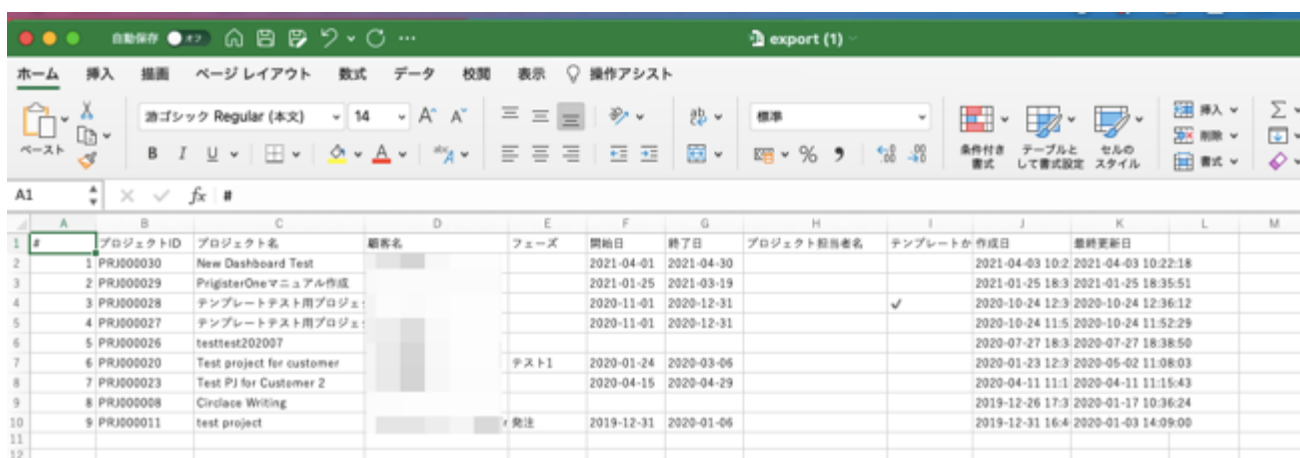 自動保存 オフ export (1)
ホーム 挿入 描画 ページ レイアウト 数式 データ 校閲 表示 操作アシスト
游ゴシック Regular (本文) 14 A A ab 標準 挿入 Σ
ペースト B I U A abc A % 9 条件付き書式 テーブルとして書式設定 セルのスタイル 削除 書式
A1 fx #
A B C D E F G H I J K L M
1 # プロジェクトID プロジェクト名 顧客名 フェーズ 開始日 終了日 プロジェクト担当者名 テンプレートか 作成日 最終更新日
2 1 PRJ000030 New Dashboard Test 2021-04-01 2021-04-30 2021-04-03 10:2 2021-04-03 10:22:18
3 2 PRJ000029 PrigisterOneマニュアル作成 2021-01-25 2021-03-19 2021-01-25 18:3 2021-01-25 18:35:51
4 3 PRJ000028 テンプレートテスト用プロジェ 2020-11-01 2020-12-31 ✓ 2020-10-24 12:3 2020-10-24 12:36:12
5 4 PRJ000027 テンプレートテスト用プロジェ 2020-11-01 2020-12-31 2020-10-24 11:5 2020-10-24 11:52:29
6 5 PRJ000026 testtest202007 2020-07-27 18:3 2020-07-27 18:38:50
7 6 PRJ000020 Test project for customer テスト1 2020-01-24 2020-03-06 2020-01-23 12:3 2020-05-02 11:08:03
8 7 PRJ000023 Test PJ for Customer 2 2020-04-15 2020-04-29 2020-04-11 11:1 2020-04-11 11:15:43
9 8 PRJ000008 Circlace Writing 2019-12-26 17:3 2020-01-17 10:36:24
10 9 PRJ000011 test project 発注 2019-12-31 2020-01-06 2019-12-31 16:4 2020-01-03 14:09:00
11
12